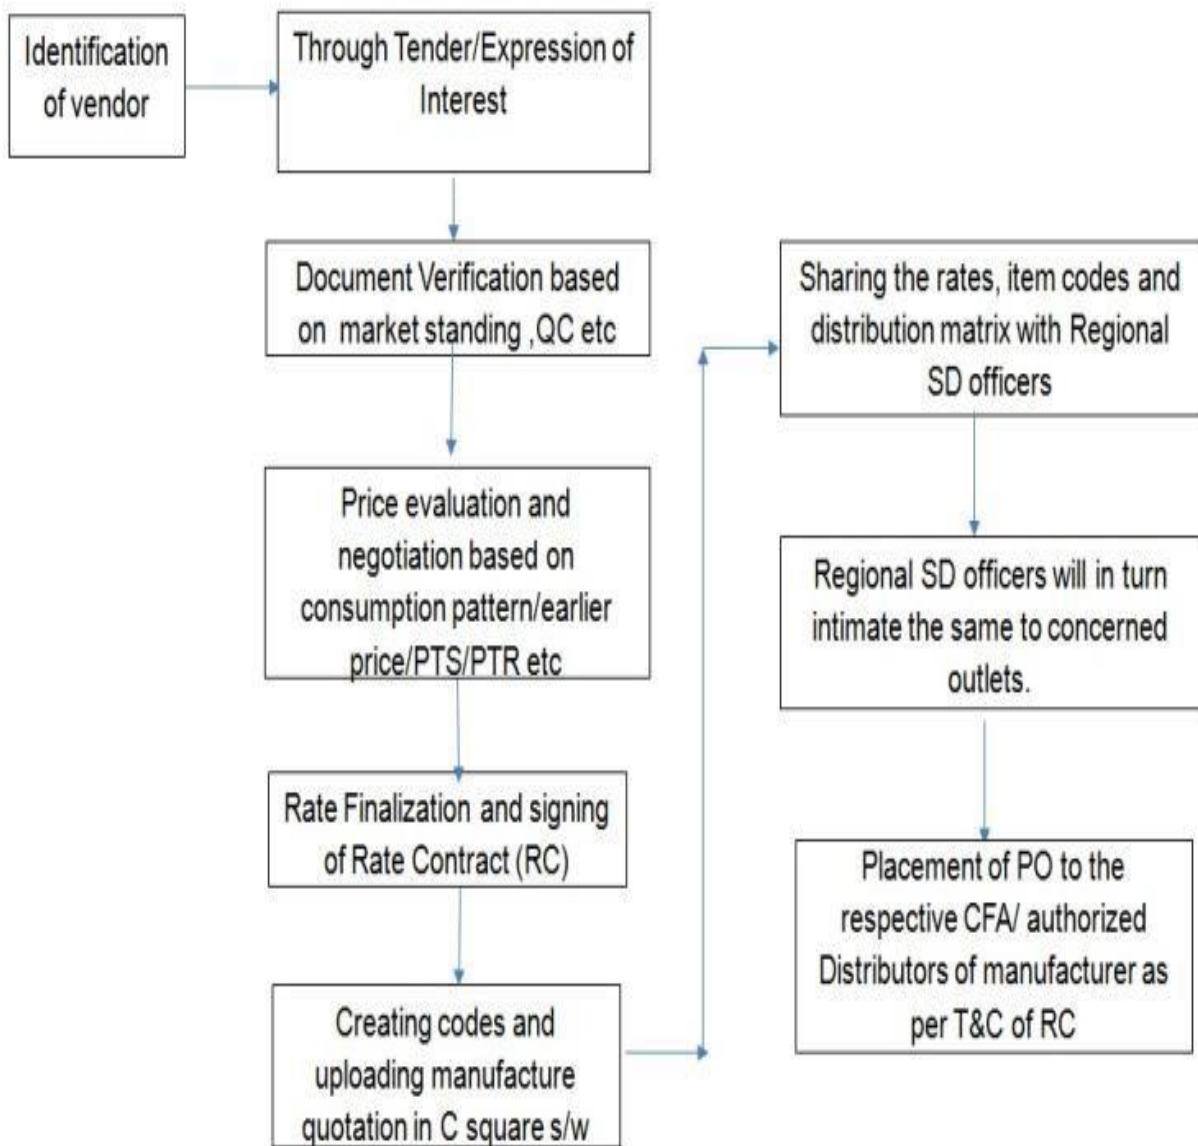 Identification
of vendor
Through Tender/Expression of
Interest
Document Verification based
on market standing ,QC etc
Price evaluation and
negotiation based on
consumption pattern/earlier
price/PTS/PTR etc
Rate Finalization and signing
of Rate Contract (RC)
Creating codes and
uploading manufacture
quotation in C square s/w
Sharing the rates, item codes and
distribution matrix with Regional
SD officers
Regional SD officers will in turn
intimate the same to concerned
outlets.
Placement of PO to the
respective CFA/ authorized
Distributors of manufacturer as
per T&C of RC